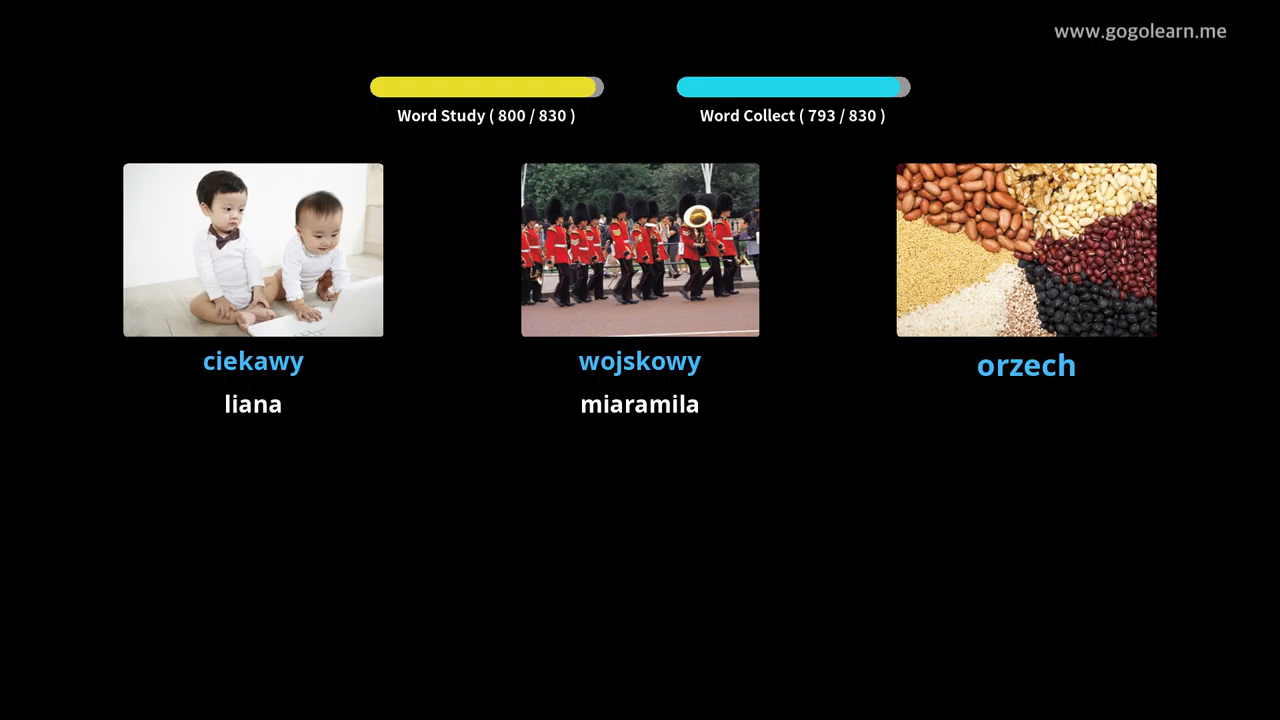 www.gogolearn.me
Word Study ( 800 / 830 )
Word Collect ( 793 / 830 )
ciekawy
wojskowy
orzech
liana
miaramila